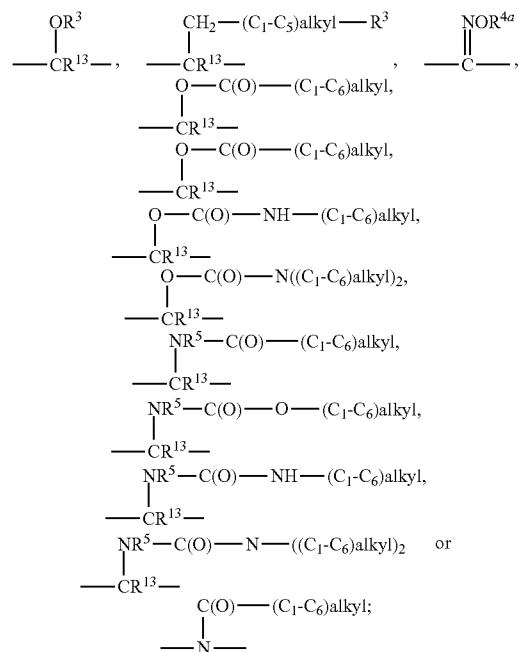 OR³ CH₂—(C₁-C₅)alkyl—R³ NOR⁴ᵃ
—CR¹³—, —CR¹³— , —C—,
O—C(O)—(C₁-C₆)alkyl,
—CR¹³—
O—C(O)—(C₁-C₆)alkyl,
—CR¹³—
O—C(O)—NH—(C₁-C₆)alkyl,
—CR¹³—
O—C(O)—N((C₁-C₆)alkyl)₂,
—CR¹³—
NR⁵—C(O)—(C₁-C₆)alkyl,
—CR¹³—
NR⁵—C(O)—O—(C₁-C₆)alkyl,
—CR¹³—
NR⁵—C(O)—NH—(C₁-C₆)alkyl,
—CR¹³—
NR⁵—C(O)—N—((C₁-C₆)alkyl)₂ or
—CR¹³—
C(O)—(C₁-C₆)alkyl;
—N—